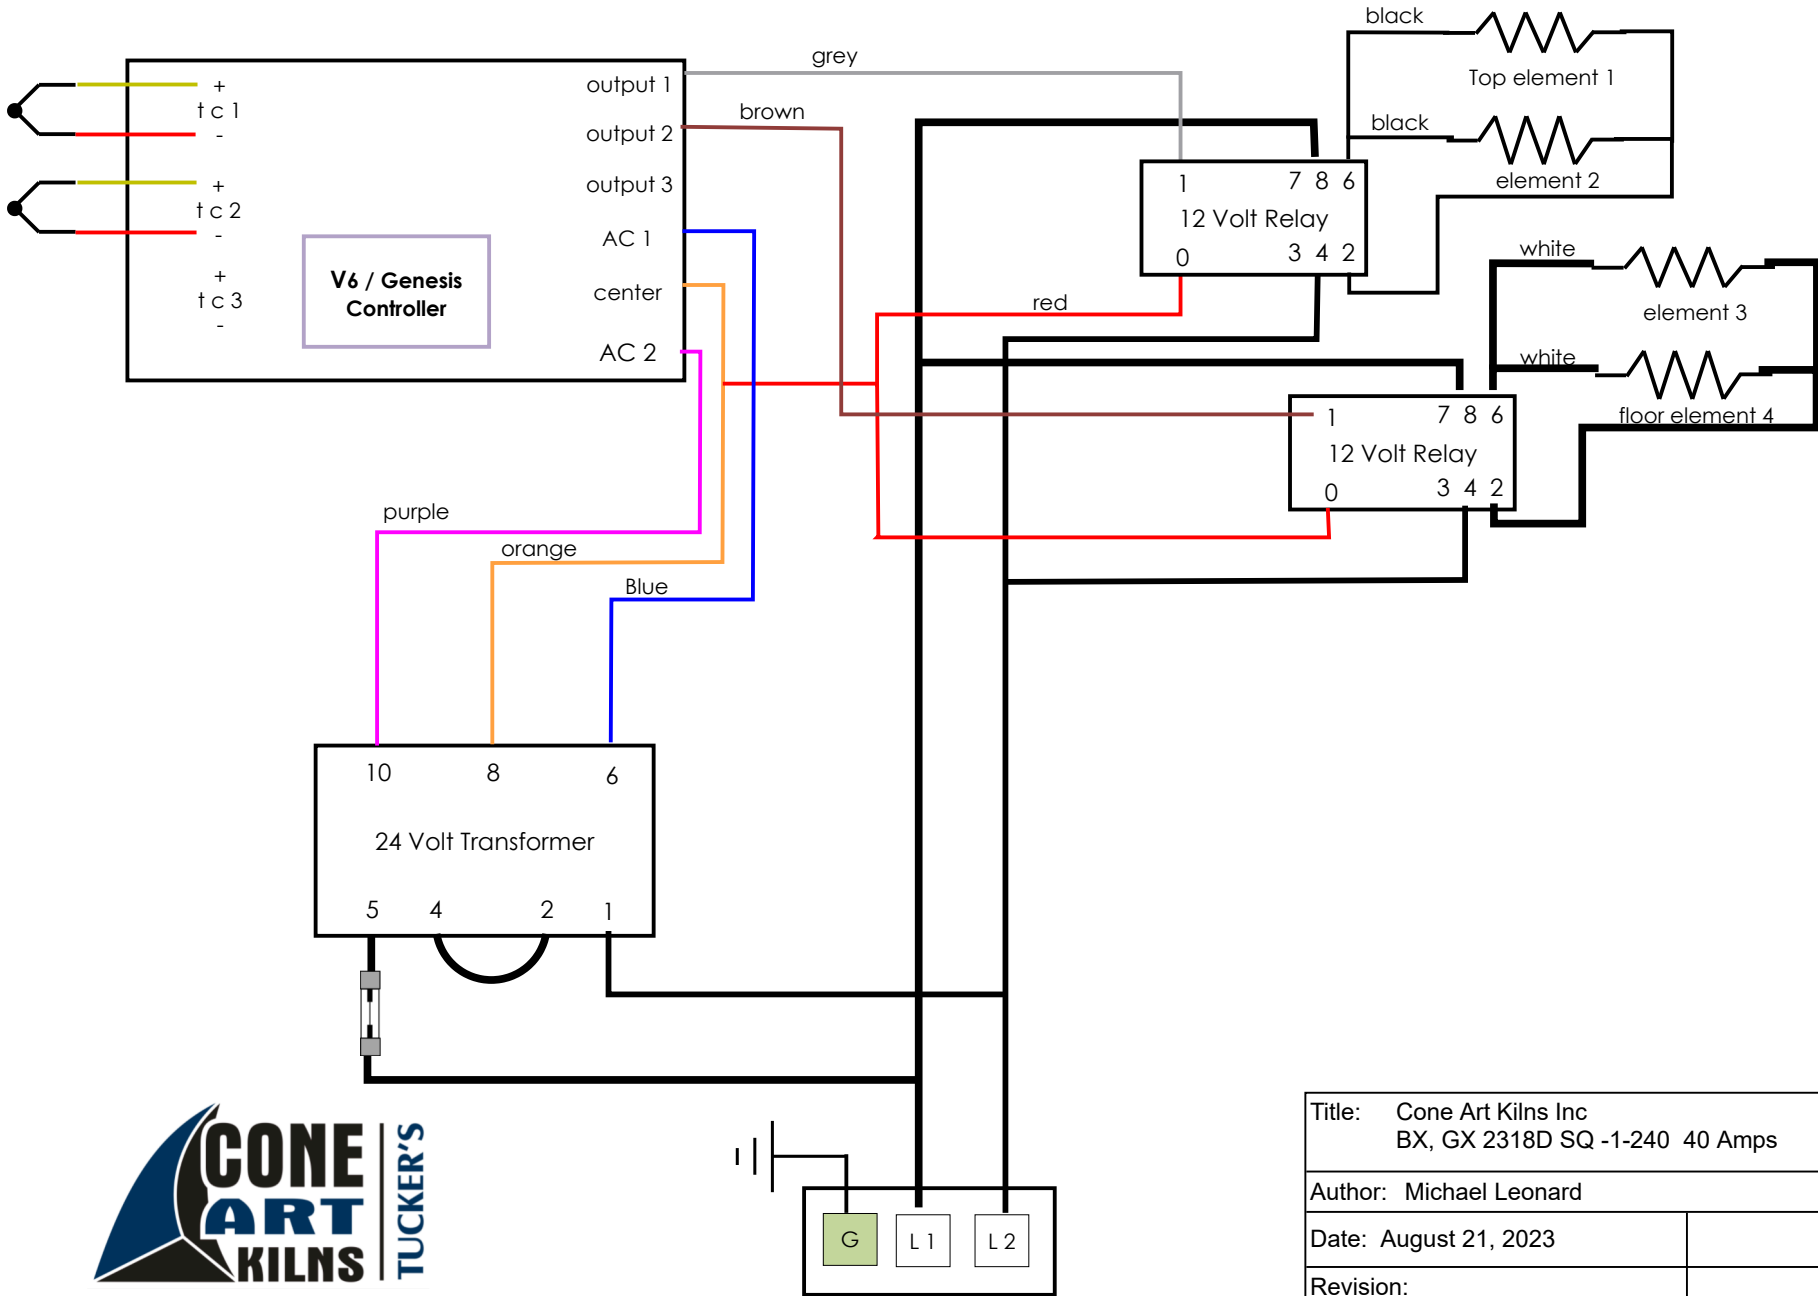 black
Top element 1
black
element 2
grey
brown
+
t c 1
-
+
t c 2
-
+
t c 3
-
V6 / Genesis
Controller
output 1
output 2
output 3
AC 1
center
AC 2
1 7 8 6
12 Volt Relay
0 3 4 2
red
white
element 3
white
floor element 4
1 7 8 6
12 Volt Relay
0 3 4 2
purple
orange
Blue
10 8 6
24 Volt Transformer
5 4 2 1
G L 1 L 2
CONE
ART
KILNS
TUCKER'S
Title: Cone Art Kilns Inc
BX, GX 2318D SQ -1-240 40 Amps
Author: Michael Leonard
Date: August 21, 2023
Revision: